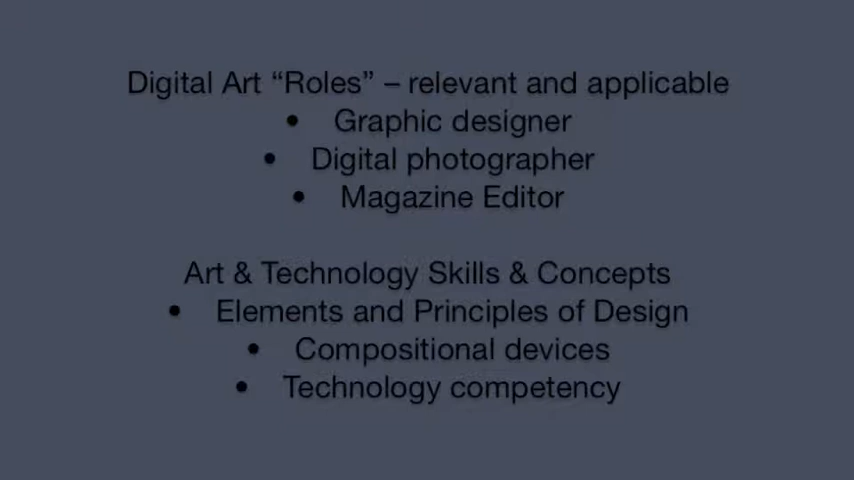 Digital Art “Roles” – relevant and applicable
• Graphic designer
• Digital photographer
• Magazine Editor
Art & Technology Skills & Concepts
• Elements and Principles of Design
• Compositional devices
• Technology competency